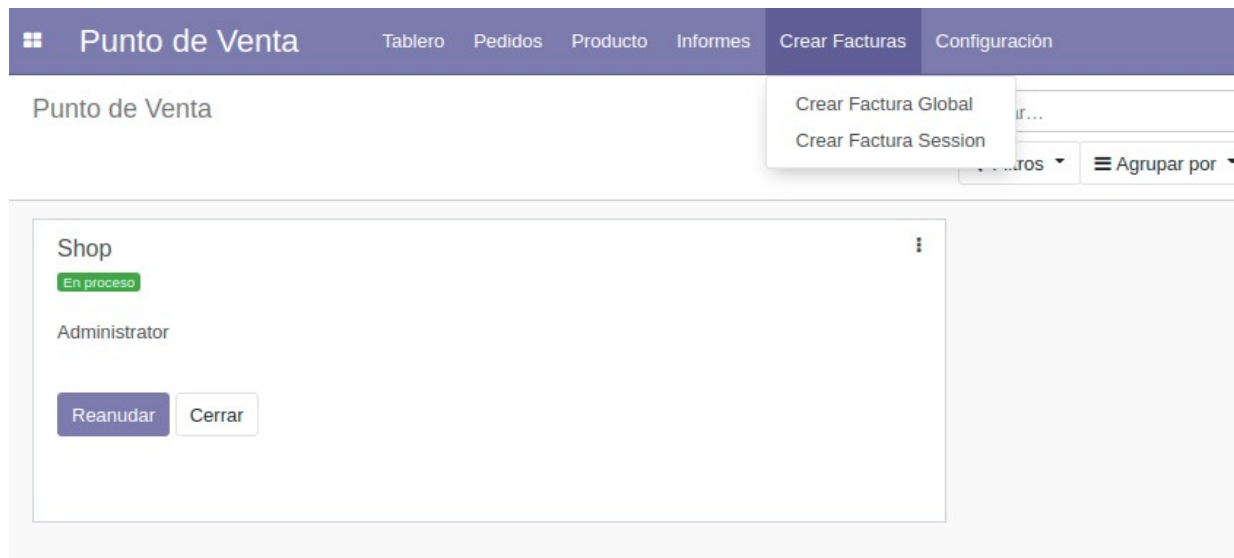 Punto de Venta Tablero Pedidos Producto Informes Crear Facturas Configuración
Punto de Venta
Crear Factura Global
Crear Factura Session
Agrupar por
Shop
En proceso
Administrator
Reanudar Cerrar